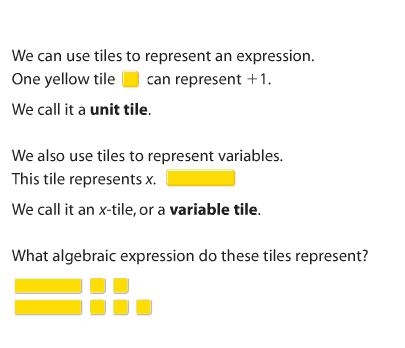 We can use tiles to represent an expression.
One yellow tile can represent +1.
We call it a unit tile.
We also use tiles to represent variables.
This tile represents x.
We call it an x-tile, or a variable tile.
What algebraic expression do these tiles represent?